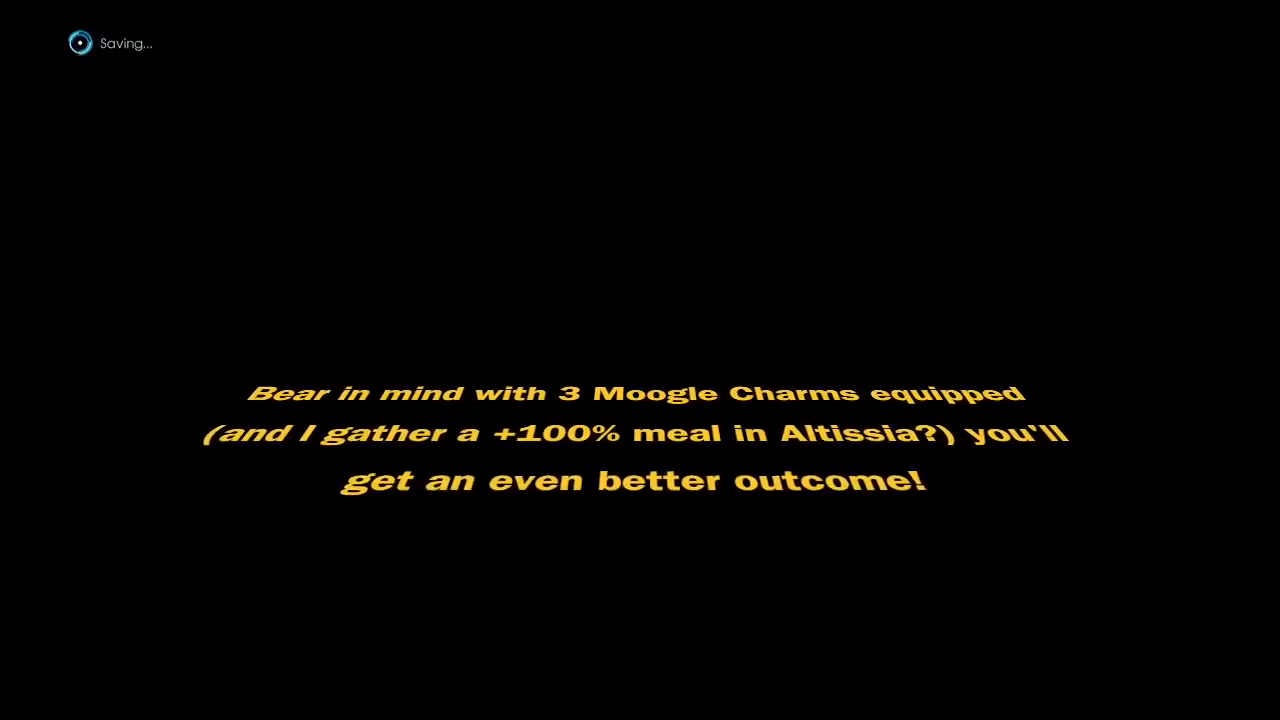 Saving...
Bear in mind with 3 Moogle Charms equipped
(and I gather a +100% meal in Altissia?) you'll
get an even better outcome!